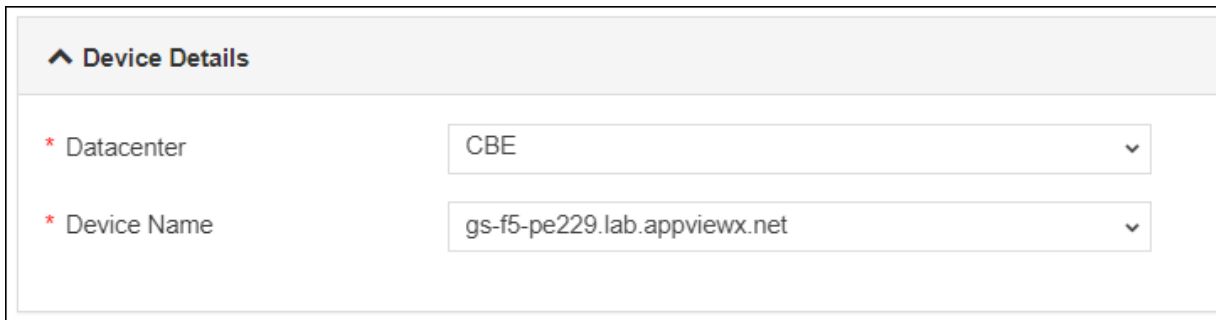 Device Details
* Datacenter CBE
* Device Name gs-f5-pe229.lab.appviewx.net